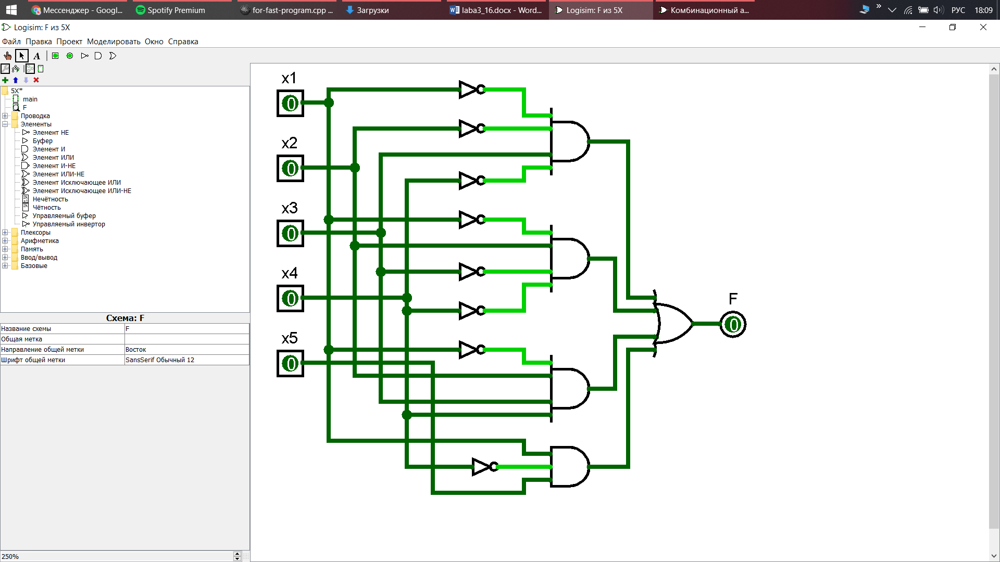 Мессенджер - Googl...
Spotify Premium
for-fast-program.cpp ...
Загрузки
laba3_16.docx - Word...
Logisim: F из 5X
Комбинационный а...
»
РУС
18:09
Logisim: F из 5X
Файл Правка Проект Моделировать Окно Справка
A
5X*
main
F
Проводка
Элементы
Элемент НЕ
Буфер
Элемент И
Элемент ИЛИ
Элемент И-НЕ
Элемент ИЛИ-НЕ
Элемент Исключающее ИЛИ
Элемент Исключающее ИЛИ-НЕ
Нечётность
Чётность
Управляемый буфер
Управляемый инвертор
Плексоры
Арифметика
Память
Ввод/вывод
Базовые
Схема: F
Название схемы F
Общая метка
Направление общей метки Восток
Шрифт общей метки SansSerif Обычный 12
250%
x1
0
x2
0
x3
0
x4
0
x5
0
F
0